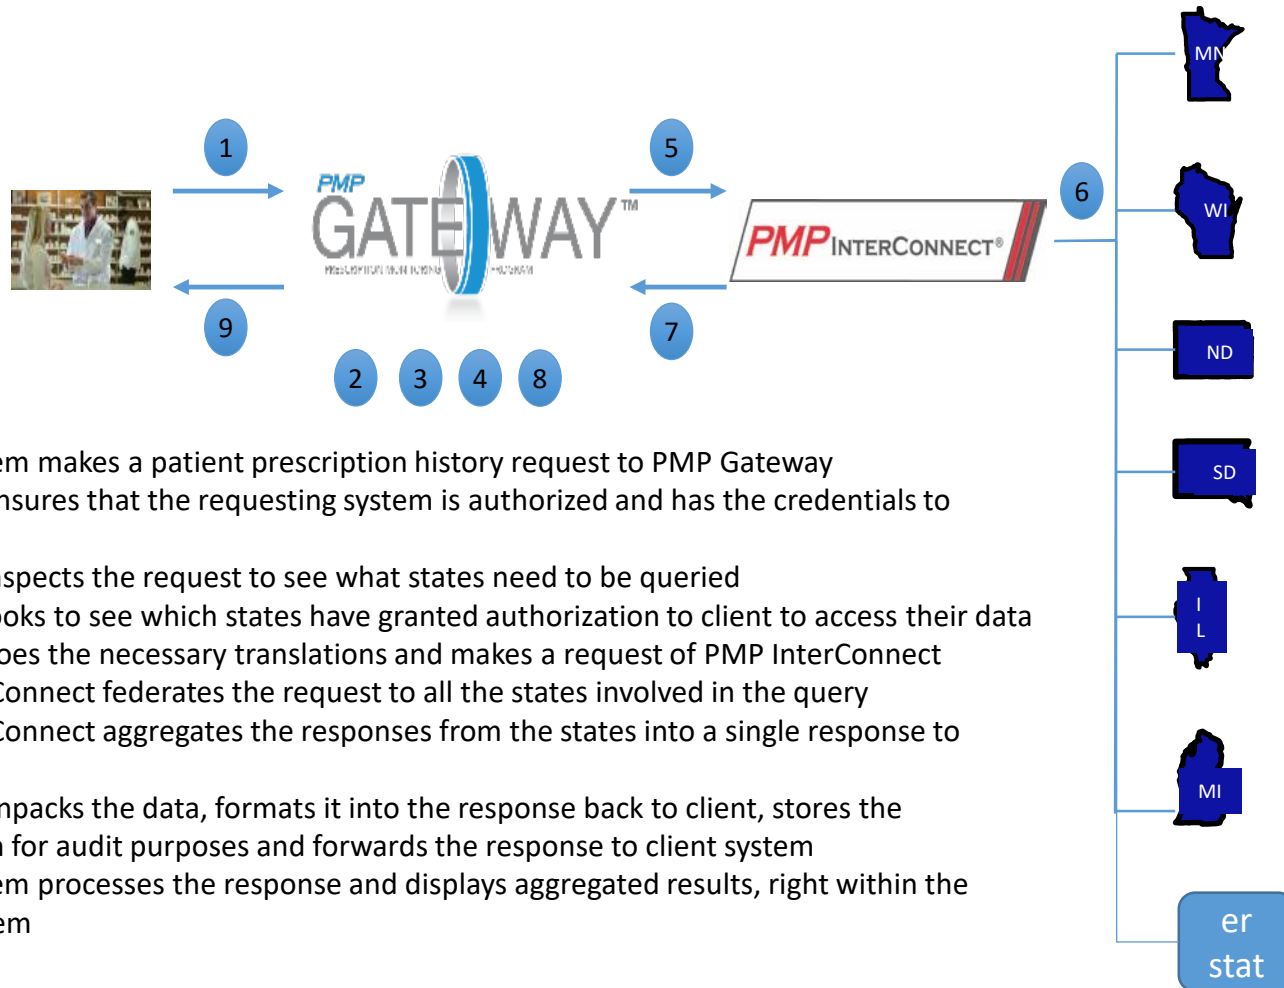 MN
1
5
PMP
GATEWAY™
PRESCRIPTION MONITORING PROGRAM
6
WI
PMP INTERCONNECT®
9
7
ND
2 3 4 8
SD
em makes a patient prescription history request to PMP Gateway
nsures that the requesting system is authorized and has the credentials to
nspects the request to see what states need to be queried
ooks to see which states have granted authorization to client to access their data
oes the necessary translations and makes a request of PMP InterConnect
Connect federates the request to all the states involved in the query
Connect aggregates the responses from the states into a single response to
npacks the data, formats it into the response back to client, stores the
n for audit purposes and forwards the response to client system
em processes the response and displays aggregated results, right within the
em
I
L
MI
er
stat